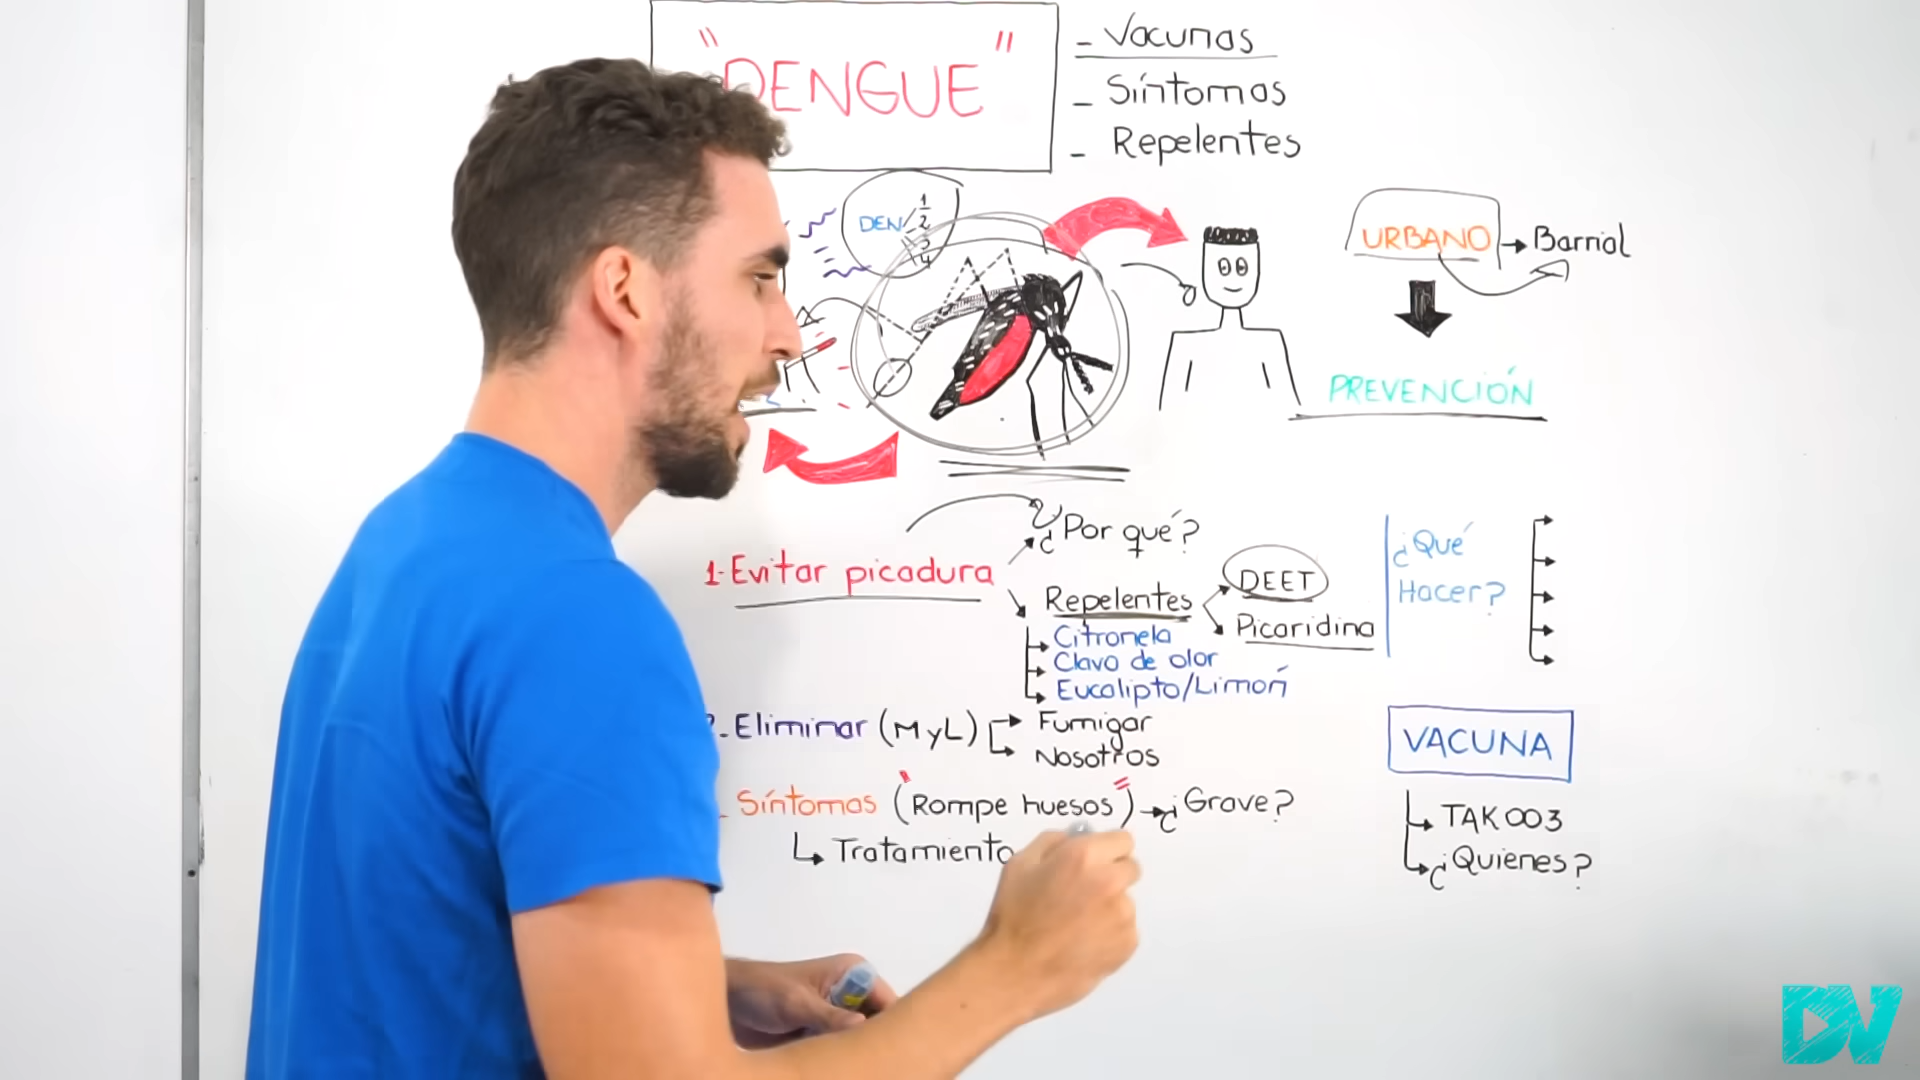 "DENGUE"
- Vacunas
- Síntomas
- Repelentes
DEN 1
2
3
4
URBANO → Barrial
PREVENCIÓN
¿Por qué?
1-Evitar picadura
Repelentes
DEET
Picaridina
Citronela
Clavo de olor
Eucalipto/Limón
2-Eliminar (M y L)
Fumigar
Nosotros
- Síntomas ("Rompe huesos") → ¿Grave?
Tratamiento
¿Qué
Hacer?
VACUNA
TAK003
¿Quienes?
DN